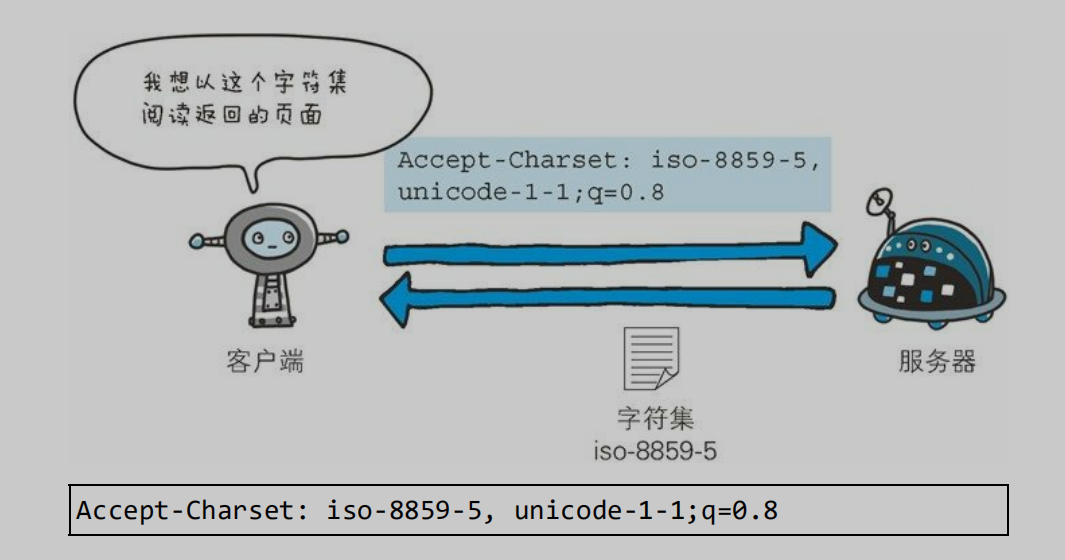 我想以这个字符集
阅读返回的页面
Accept-Charset: iso-8859-5,
unicode-1-1;q=0.8
客户端
服务器
字符集
iso-8859-5
Accept-Charset: iso-8859-5, unicode-1-1;q=0.8